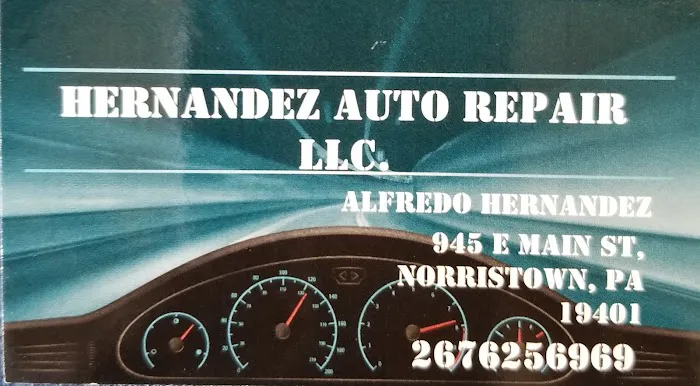 HERNANDEZ AUTO REPAIR
LLC.
ALFREDO HERNANDEZ
945 E MAIN ST,
NORRISTOWN, PA
19401
2676256969